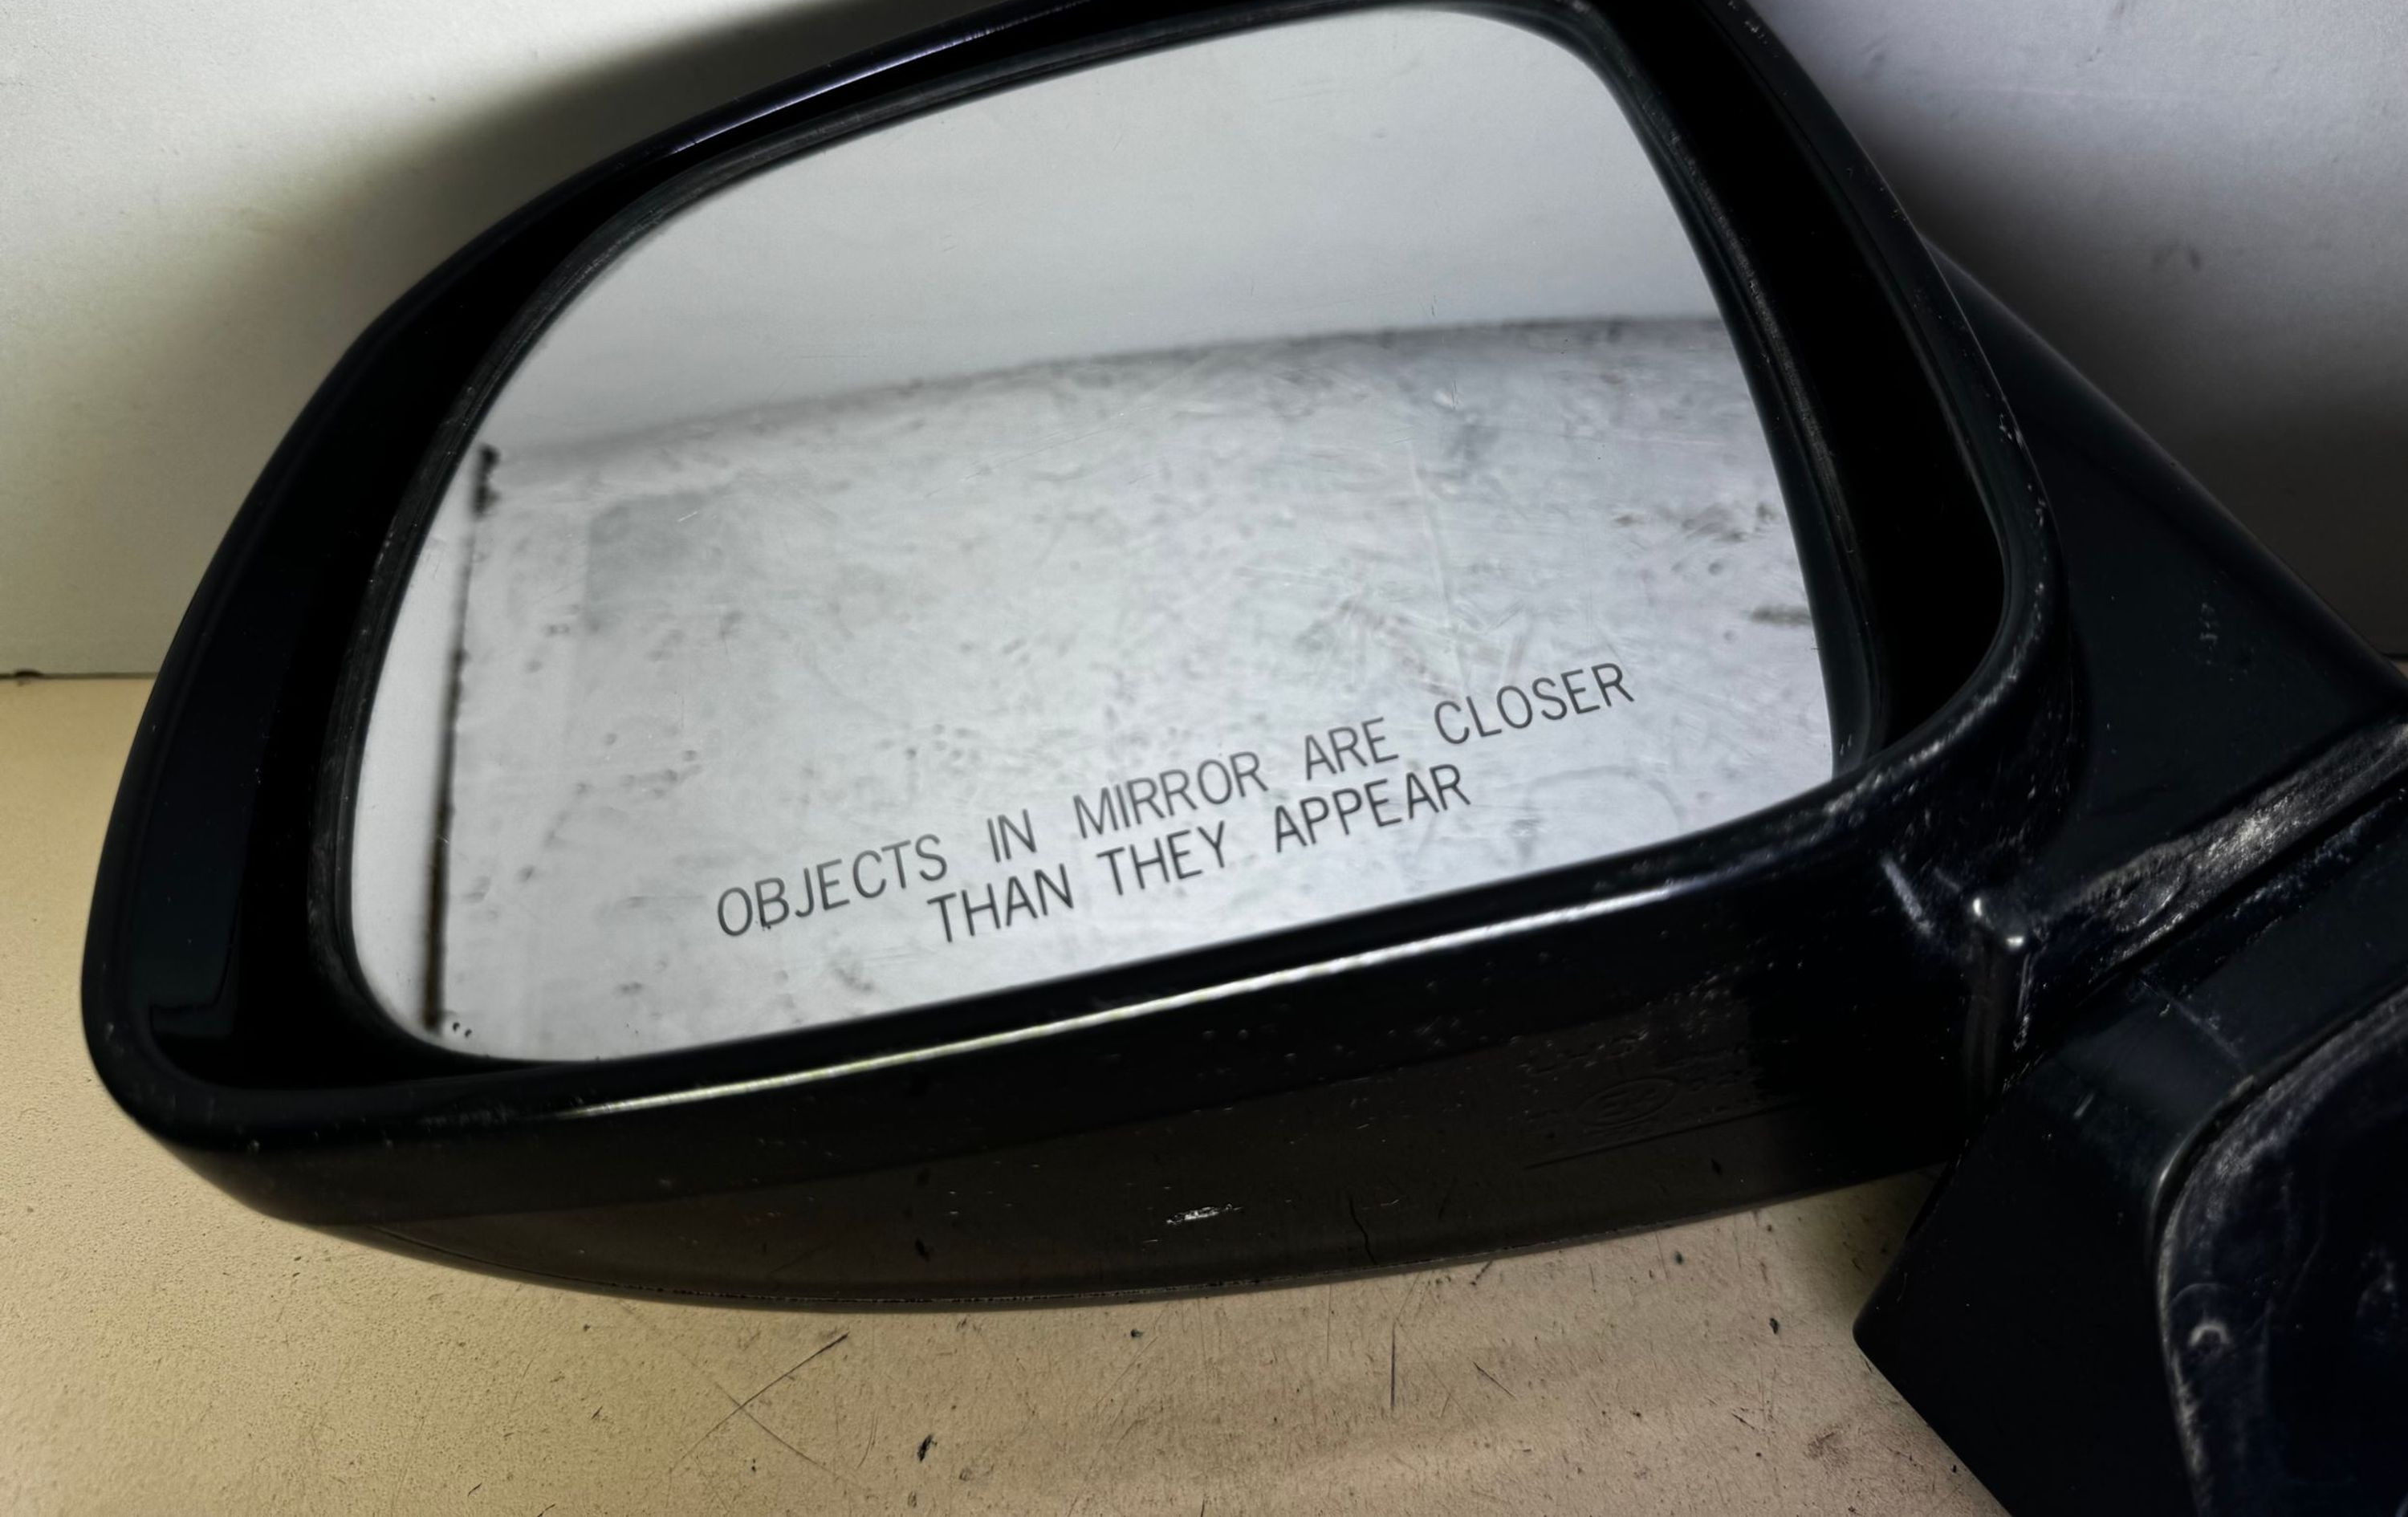 OBJECTS IN MIRROR ARE CLOSER
THAN THEY APPEAR